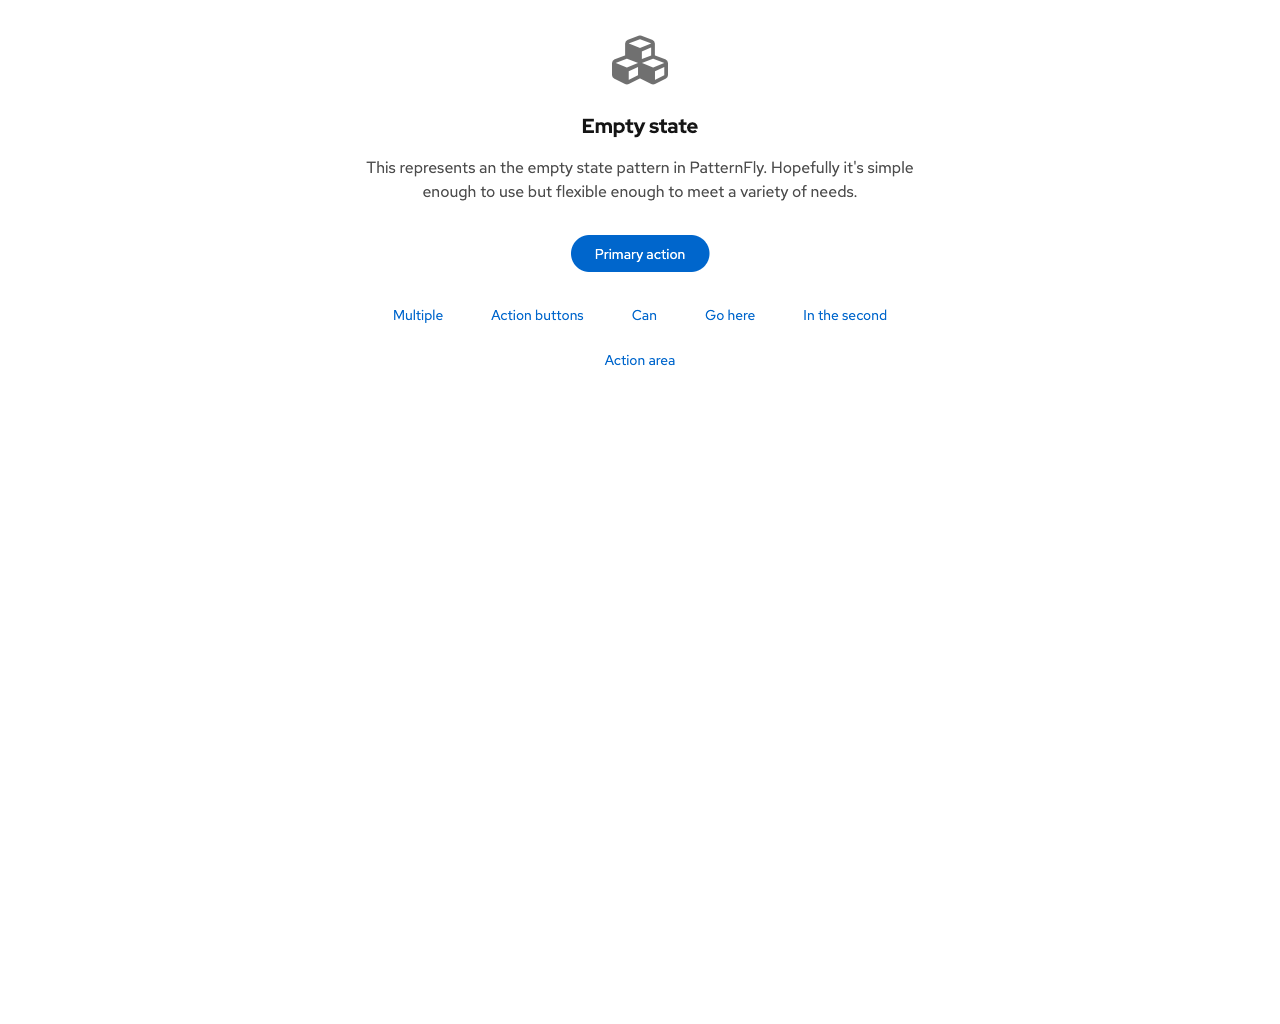 Empty state
This represents an the empty state pattern in PatternFly. Hopefully it's simple
enough to use but flexible enough to meet a variety of needs.
Primary action
Multiple Action buttons Can Go here In the second
Action area